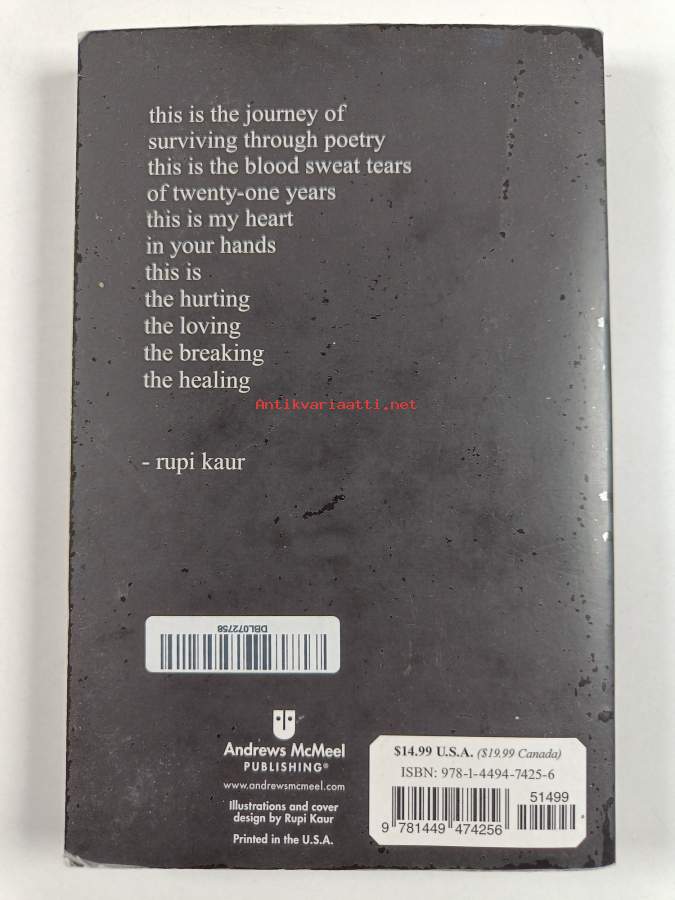 this is the journey of
surviving through poetry
this is the blood sweat tears
of twenty-one years
this is my heart
in your hands
this is
the hurting
the loving
the breaking
the healing
Antikvariaatti.net
- rupi kaur
DBL072758
Andrews McMeel
PUBLISHING®
www.andrewsmcmeel.com
Illustrations and cover
design by Rupi Kaur
Printed in the U.S.A.
$14.99 U.S.A. ($19.99 Canada)
ISBN: 978-1-4494-7425-6
51499
9 781449 474256